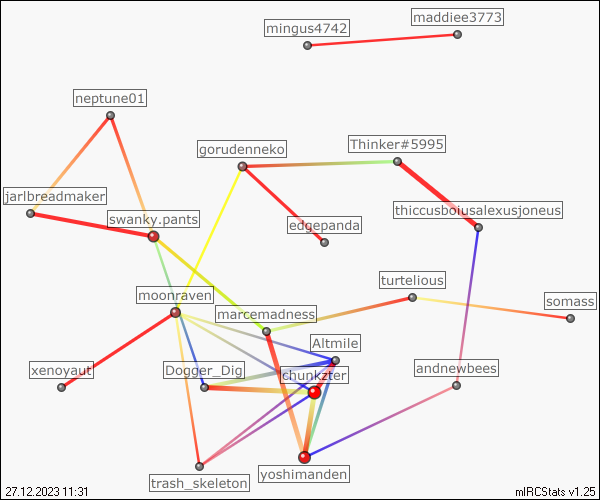 maddiee3773
mingus4742
neptune01
Thinker#5995
gorudenneko
jarlbreadmaker
thiccusboiusalexusjoneus
swanky.pants
edgepanda
turtelious
moonraven
somass
marcemadness
Altmile
xenoyaut
Dogger_Dig
chunkzter
andnewbees
yoshimanden
trash_skeleton
27.12.2023 11:31
mIRCStats v1.25